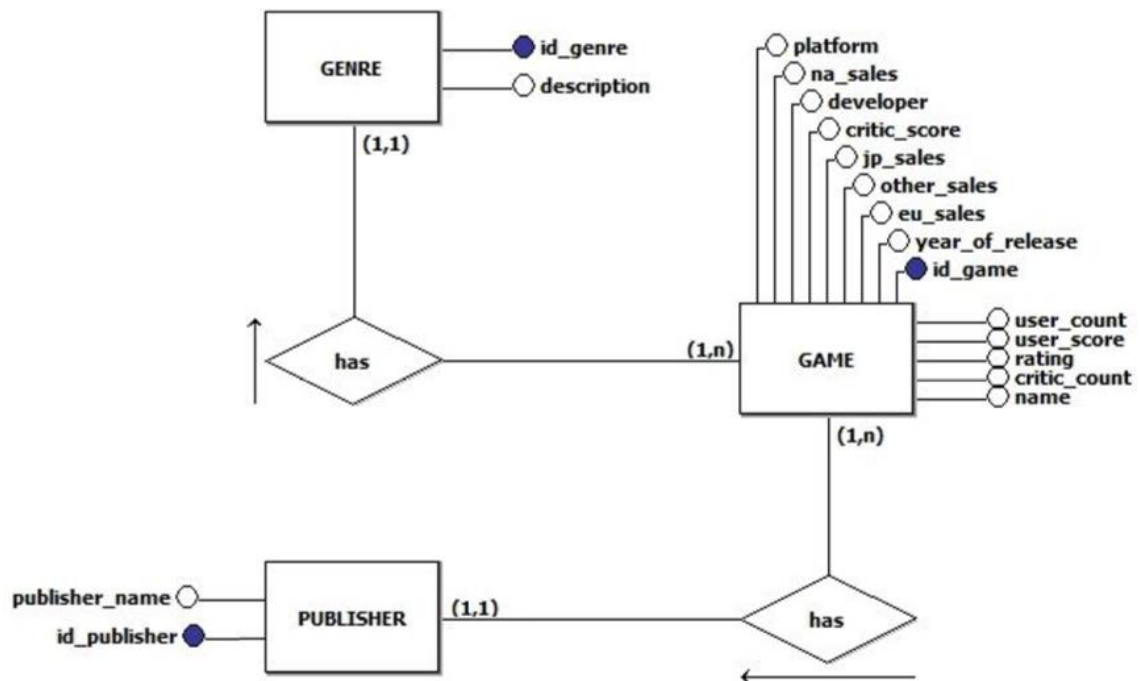 GENRE
id_genre
description
(1,1)
platform
na_sales
developer
critic_score
jp_sales
other_sales
eu_sales
year_of_release
id_game
has
(1,n)
GAME
user_count
user_score
rating
critic_count
name
(1,n)
publisher_name
id_publisher
PUBLISHER
(1,1)
has